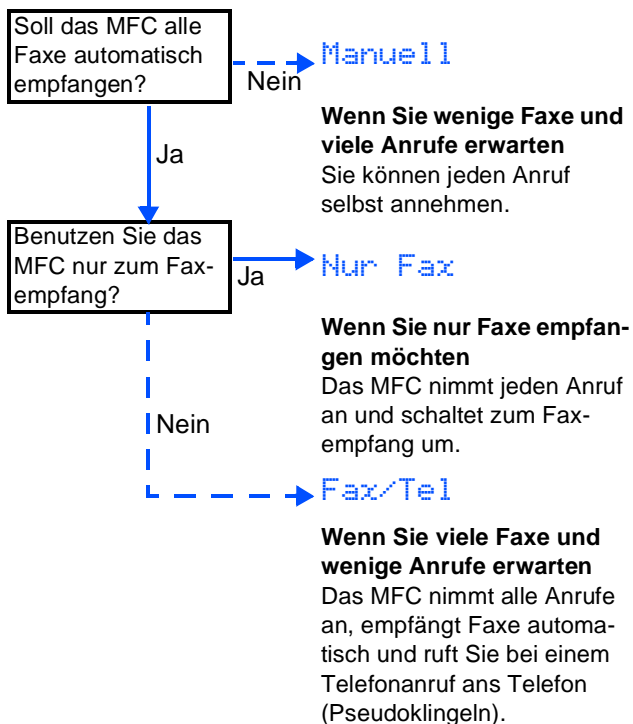 Soll das MFC alle
Faxe automatisch
empfangen?
Nein
Manuell
Wenn Sie wenige Faxe und
viele Anrufe erwarten
Sie können jeden Anruf
selbst annehmen.
Ja
Benutzen Sie das
MFC nur zum Fax-
empfang?
Ja
Nur Fax
Wenn Sie nur Faxe empfan-
gen möchten
Das MFC nimmt jeden Anruf
an und schaltet zum Fax-
empfang um.
Nein
Fax/Tel
Wenn Sie viele Faxe und
wenige Anrufe erwarten
Das MFC nimmt alle Anrufe
an, empfängt Faxe automa-
tisch und ruft Sie bei einem
Telefonanruf ans Telefon
(Pseudoklingeln).